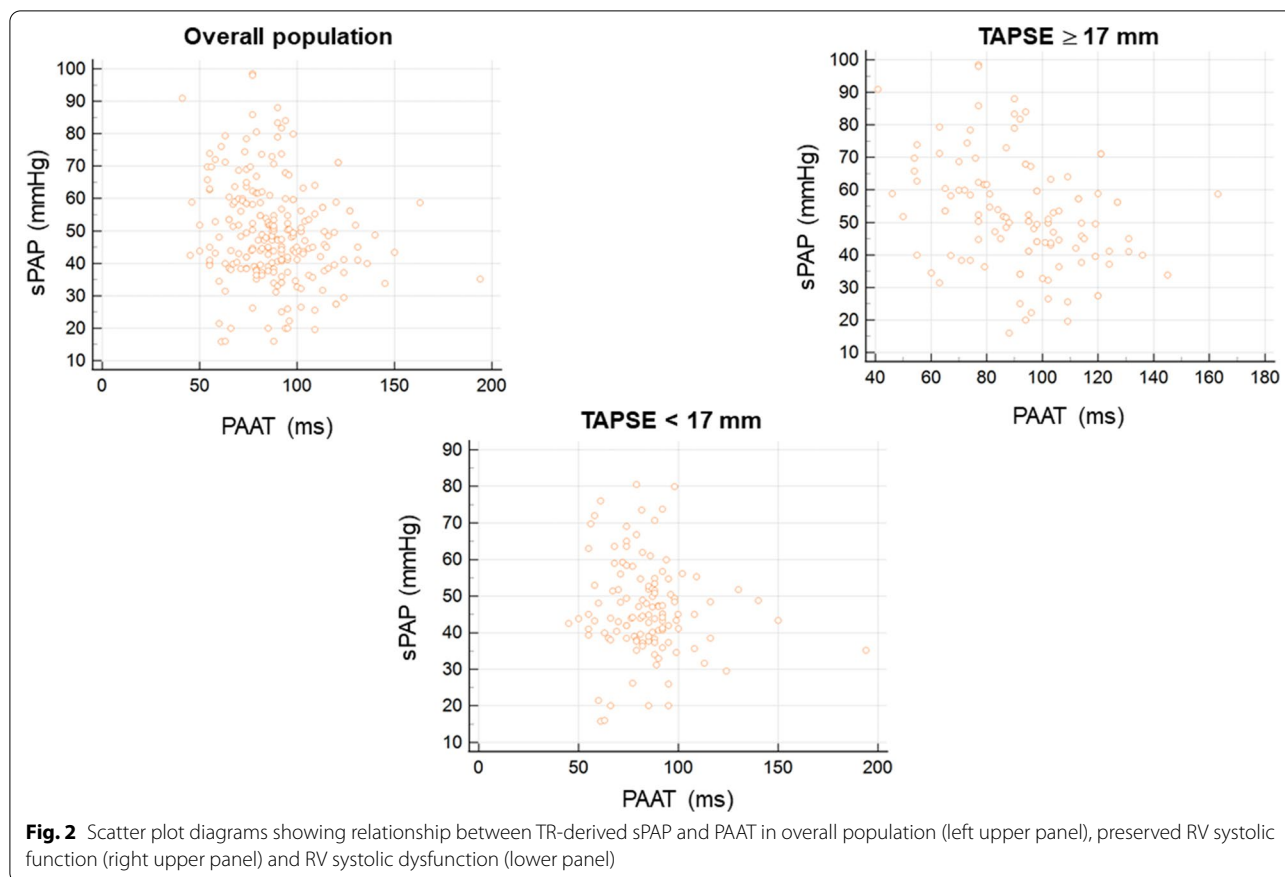 Overall population
100
90
80
70
60
50
40
30
20
10
sPAP (mmHg)
0 50 100 150 200
PAAT (ms)
TAPSE ≥ 17 mm
100
90
80
70
60
50
40
30
20
10
sPAP (mmHg)
40 60 80 100 120 140 160 180
PAAT (ms)
TAPSE < 17 mm
90
80
70
60
50
40
30
20
10
sPAP (mmHg)
0 50 100 150 200
PAAT (ms)
Fig. 2 Scatter plot diagrams showing relationship between TR-derived sPAP and PAAT in overall population (left upper panel), preserved RV systolic
function (right upper panel) and RV systolic dysfunction (lower panel)